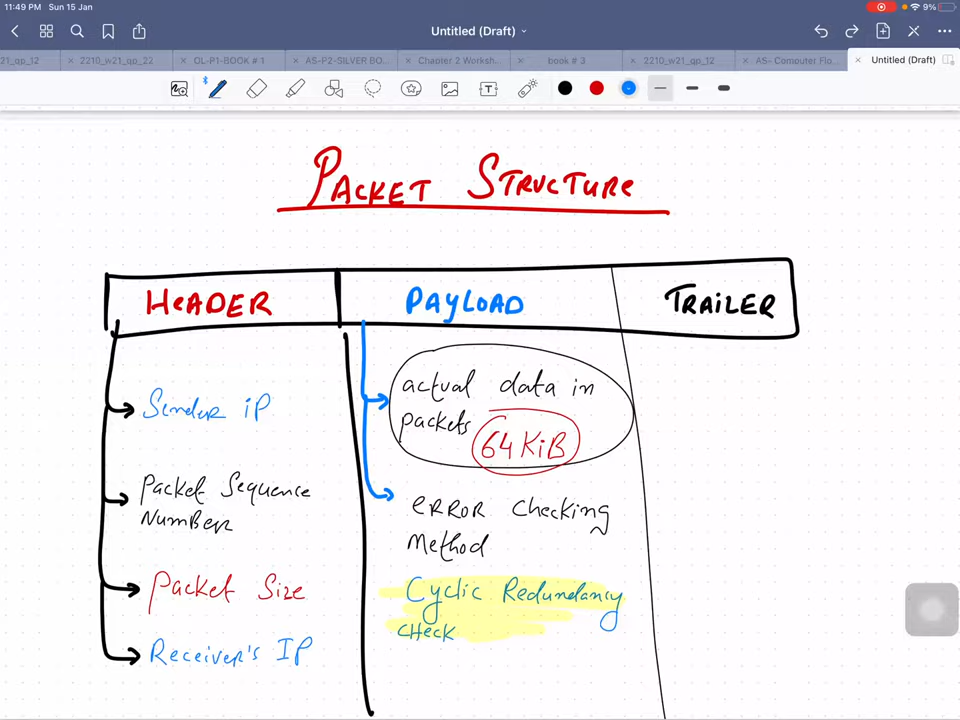 11:49 PM Sun 15 Jan
9%
Untitled (Draft)
21_qp_12
2210_w21_qp_22
OL-P1-BOOK # 1
AS-P2-SILVER BO...
Chapter 2 Worksh...
book # 3
2210_w21_qp_12
AS- Computer Flo...
Untitled (Draft)
PACKET STRUCTURE
HEADER PAYLOAD TRAILER
actual data in
packets 64 KiB
Sender iP
Packet Sequence
Number
ERROR checking
Method
Packet Size
Cyclic Redundancy
CHECK
Receiver's IP